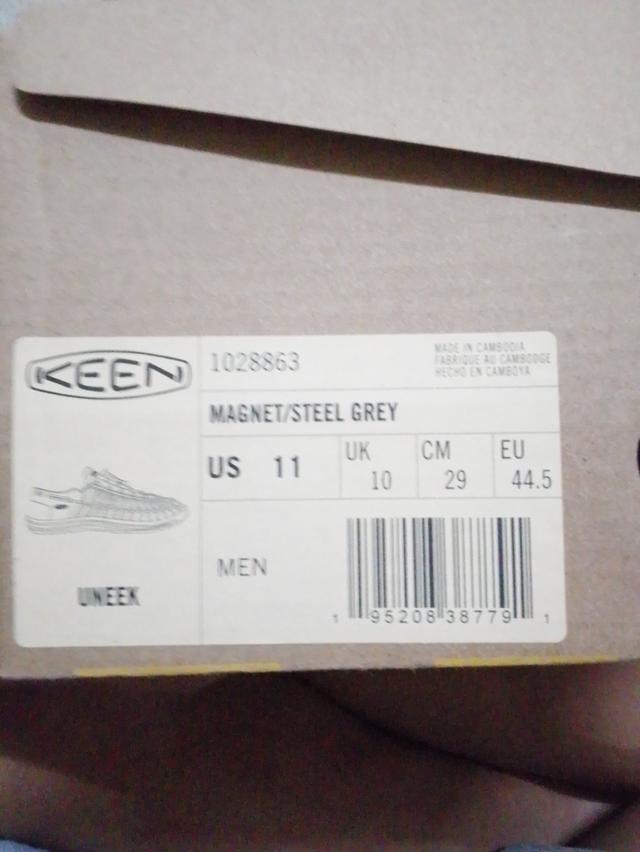 KEEN
1028863
MADE IN CAMBODIA
FABRIQUE AU CAMBODGE
HECHO EN CAMBOYA
MAGNET/STEEL GREY
US 11
UK 10
CM 29
EU 44.5
UNEEK
MEN
1 95208 38779 1